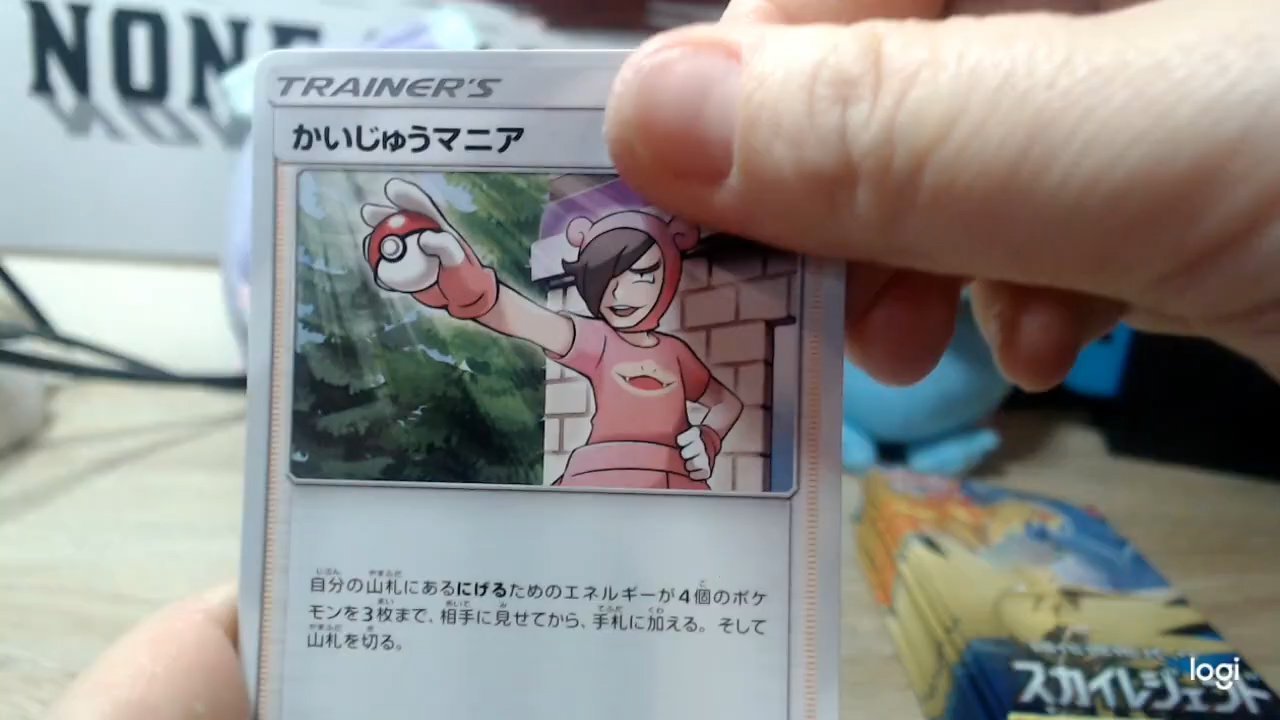 NONE
TRAINER'S
かいじゅうマニア
自分の山札にあるにげるためのエネルギーが4個のポケ
モンを3枚まで、相手に見せてから、手札に加える。そして
山札を切る。
スカイレジェンド
logi